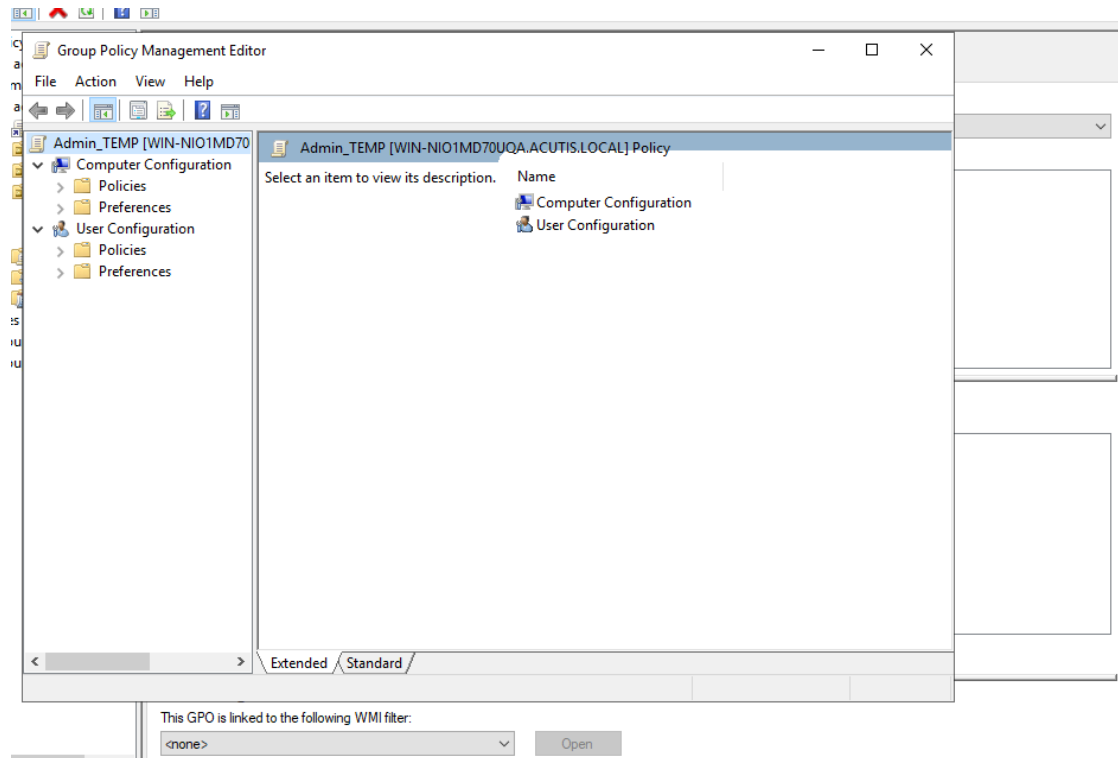 Group Policy Management Editor
File Action View Help
Admin_TEMP [WIN-NIO1MD70
Computer Configuration
Policies
Preferences
User Configuration
Policies
Preferences
Admin_TEMP [WIN-NIO1MD70UQA.ACUTIS.LOCAL] Policy
Select an item to view its description.
Name
Computer Configuration
User Configuration
Extended Standard
This GPO is linked to the following WMI filter:
<none> Open